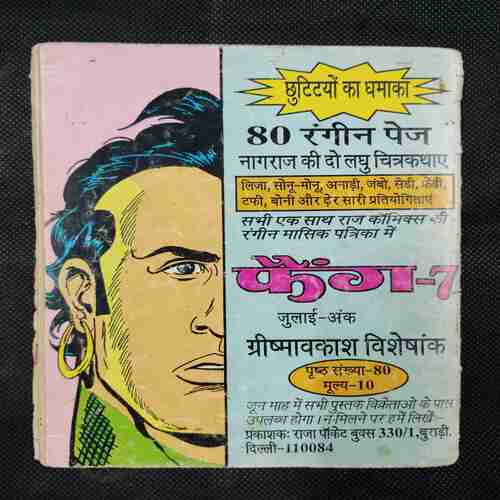 छुटिटयों का धमाका
80 रंगीन पेज
नागराज की दो लघु चित्रकथाएं
लिजा, सोनू-मोनू, अनाड़ी, जंबो, सैडी, फ्रेंडी,
टफी, बोनी और ढेर सारी प्रतियोगिताएं
सभी एक साथ राज कॉमिक्स की
रंगीन मासिक पत्रिका में
फैंग-7
जुलाई-अंक
ग्रीष्मावकाश विशेषांक
पृष्ठ संख्या-80
मूल्य-10
जून माह में सभी पुस्तक विक्रेताओं के पास
उपलब्ध होगा। न मिलने पर हमें लिखें-
प्रकाशक: राजा पॉकेट बुक्स 330/1, बुराड़ी,
दिल्ली-110084